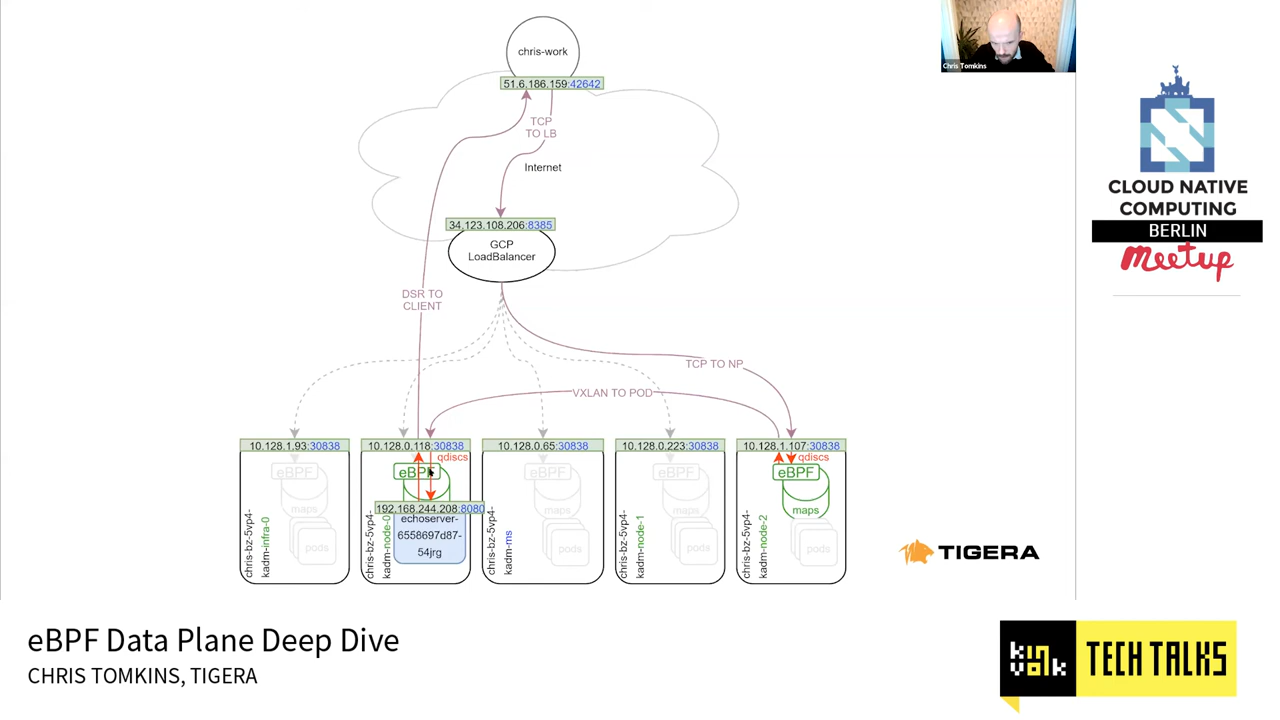 chris-work
51.6.186.159:42642
TCP
TO LB
Internet
34.123.108.206:8385
GCP
LoadBalancer
DSR TO
CLIENT
TCP TO NP
VXLAN TO POD
10.128.1.93:30838
eBPF
maps
pods
chris-bz-5vp4-
kadm-infra-0
10.128.0.118:30838
qdiscs
eBPF
192.168.244.208:8080
echoserver-
6558697d87-
54jrg
chris-bz-5vp4-
kadm-node-0
10.128.0.65:30838
eBPF
maps
pods
chris-bz-5vp4-
kadm-ms
10.128.0.223:30838
eBPF
maps
pods
chris-bz-5vp4-
kadm-node-1
10.128.1.107:30838
qdiscs
eBPF
maps
pods
chris-bz-5vp4-
kadm-node-2
Chris Tomkins
CLOUD NATIVE
COMPUTING
BERLIN
Meetup
TIGERA
eBPF Data Plane Deep Dive
CHRIS TOMKINS, TIGERA
kinvolk
TECH TALKS